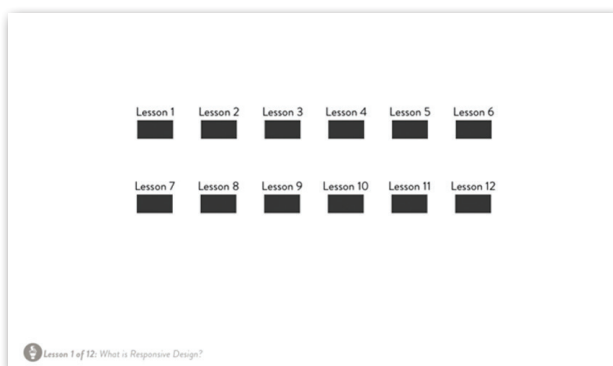 Lesson 1 Lesson 2 Lesson 3 Lesson 4 Lesson 5 Lesson 6
Lesson 7 Lesson 8 Lesson 9 Lesson 10 Lesson 11 Lesson 12
Lesson 1 of 12: What is Responsive Design?